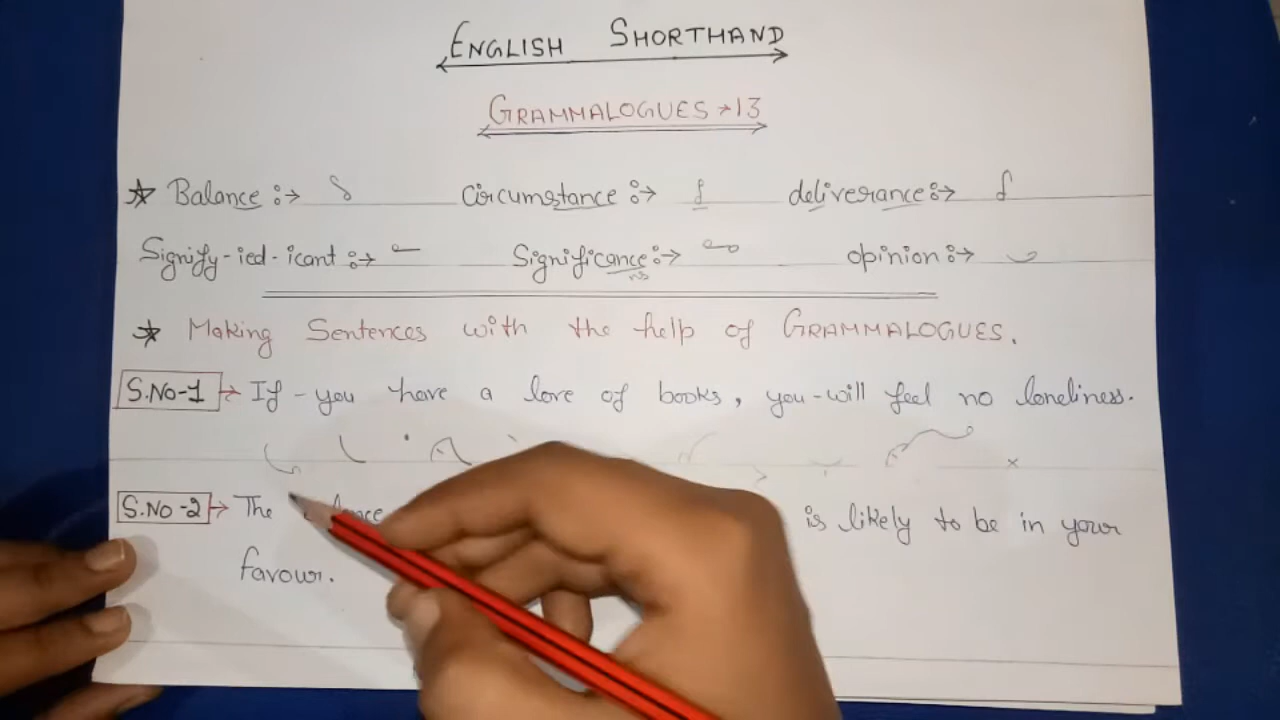 ENGLISH SHORTHAND
GRAMMALOGUES → 13
☆ Balance :→ Circumstance :→ deliverance :→
Signify-ied-icant :→ Significance :→ opinion :→
ns
☆ Making Sentences with the help of GRAMMALOGUES.
S.No-1 → If-you have a love of books, you-will feel no loneliness.
S.No-2 → The is likely to be in your
favour.